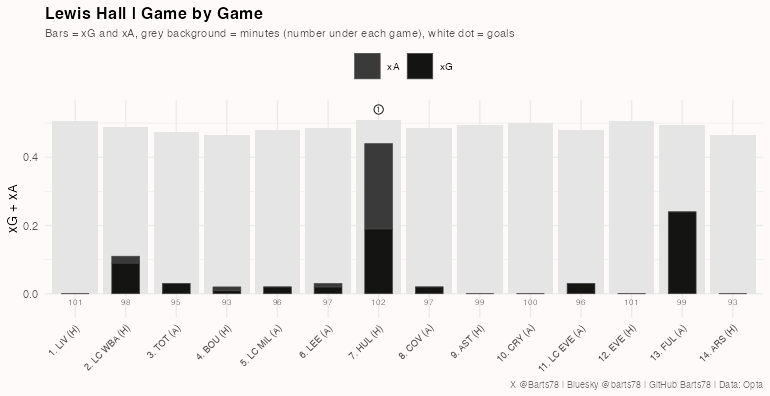 Lewis Hall | Game by Game
Bars = xG and xA, grey background = minutes (number under each game), white dot = goals
xA xG
1
xG + xA
0.4
0.2
0.0
101 98 95 93 96 97 102 97 99 100 96 101 99 93
1. LIV (H)
2. LC WBA (H)
3. TOT (A)
4. BOU (H)
5. LC MIL (A)
6. LEE (A)
7. HUL (H)
8. COV (A)
9. AST (H)
10. CRY (A)
11. LC EVE (A)
12. EVE (H)
13. FUL (A)
14. ARS (H)
X @Barts78 | Bluesky @barts78 | GitHub Barts78 | Data: Opta